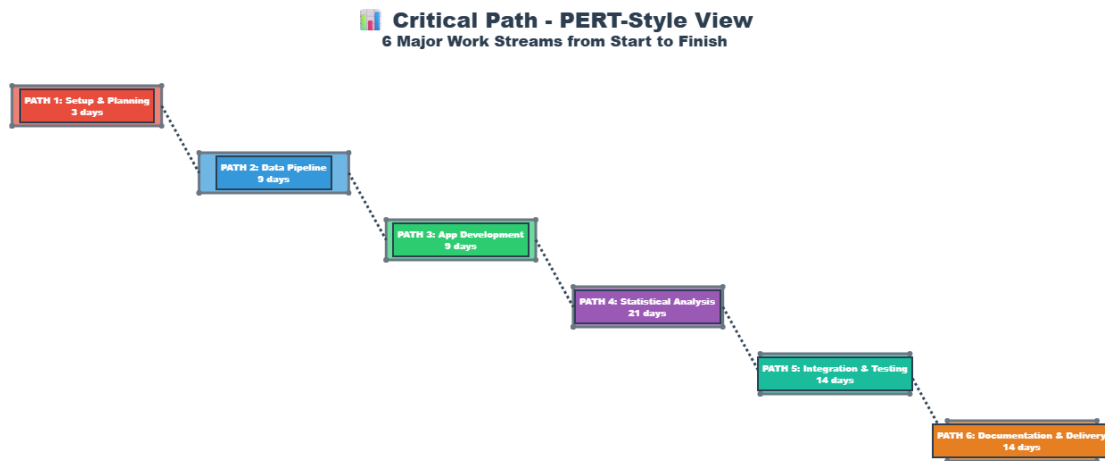 Critical Path - PERT-Style View
6 Major Work Streams from Start to Finish
PATH 1: Setup & Planning
3 days
PATH 2: Data Pipeline
9 days
PATH 3: App Development
9 days
PATH 4: Statistical Analysis
21 days
PATH 5: Integration & Testing
14 days
PATH 6: Documentation & Delivery
14 days